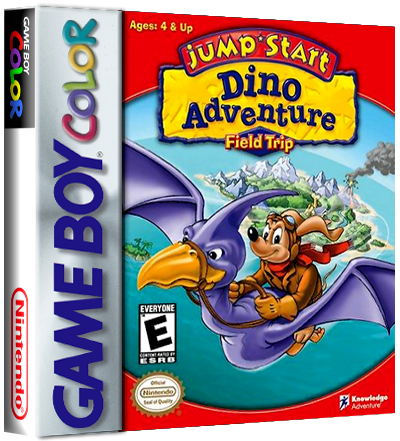 GAME BOY
COLOR
Nintendo
GAME BOY COLOR
Ages: 4 & Up
JUMP START
Dino
Adventure
Field Trip
EVERYONE
E
CONTENT RATED BY
ESRB
Official
Nintendo
Seal of Quality
Knowledge
Adventure®